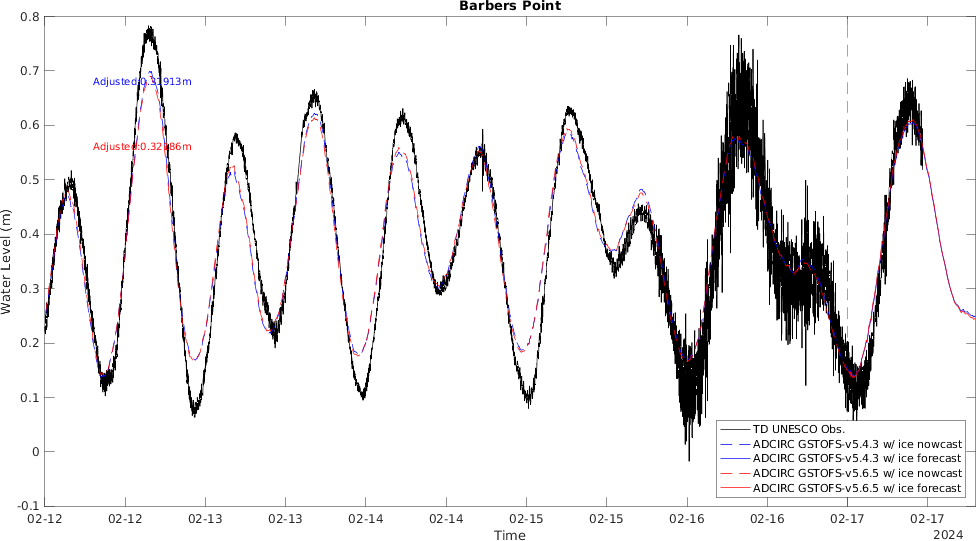 Barbers Point
0.8
0.7
0.6
0.5
0.4
0.3
0.2
0.1
0
-0.1
Water Level (m)
Adjusted:0.31913m
TD UNESCO Obs.
ADCIRC GSTOFS-v5.4.3 w/ ice nowcast
ADCIRC GSTOFS-v5.4.3 w/ ice forecast
ADCIRC GSTOFS-v5.6.5 w/ ice nowcast
ADCIRC GSTOFS-v5.6.5 w/ ice forecast
02-12 02-12 02-13 02-13 02-14 02-14 02-15 02-15 02-16 02-16 02-17 02-17
Time
2024